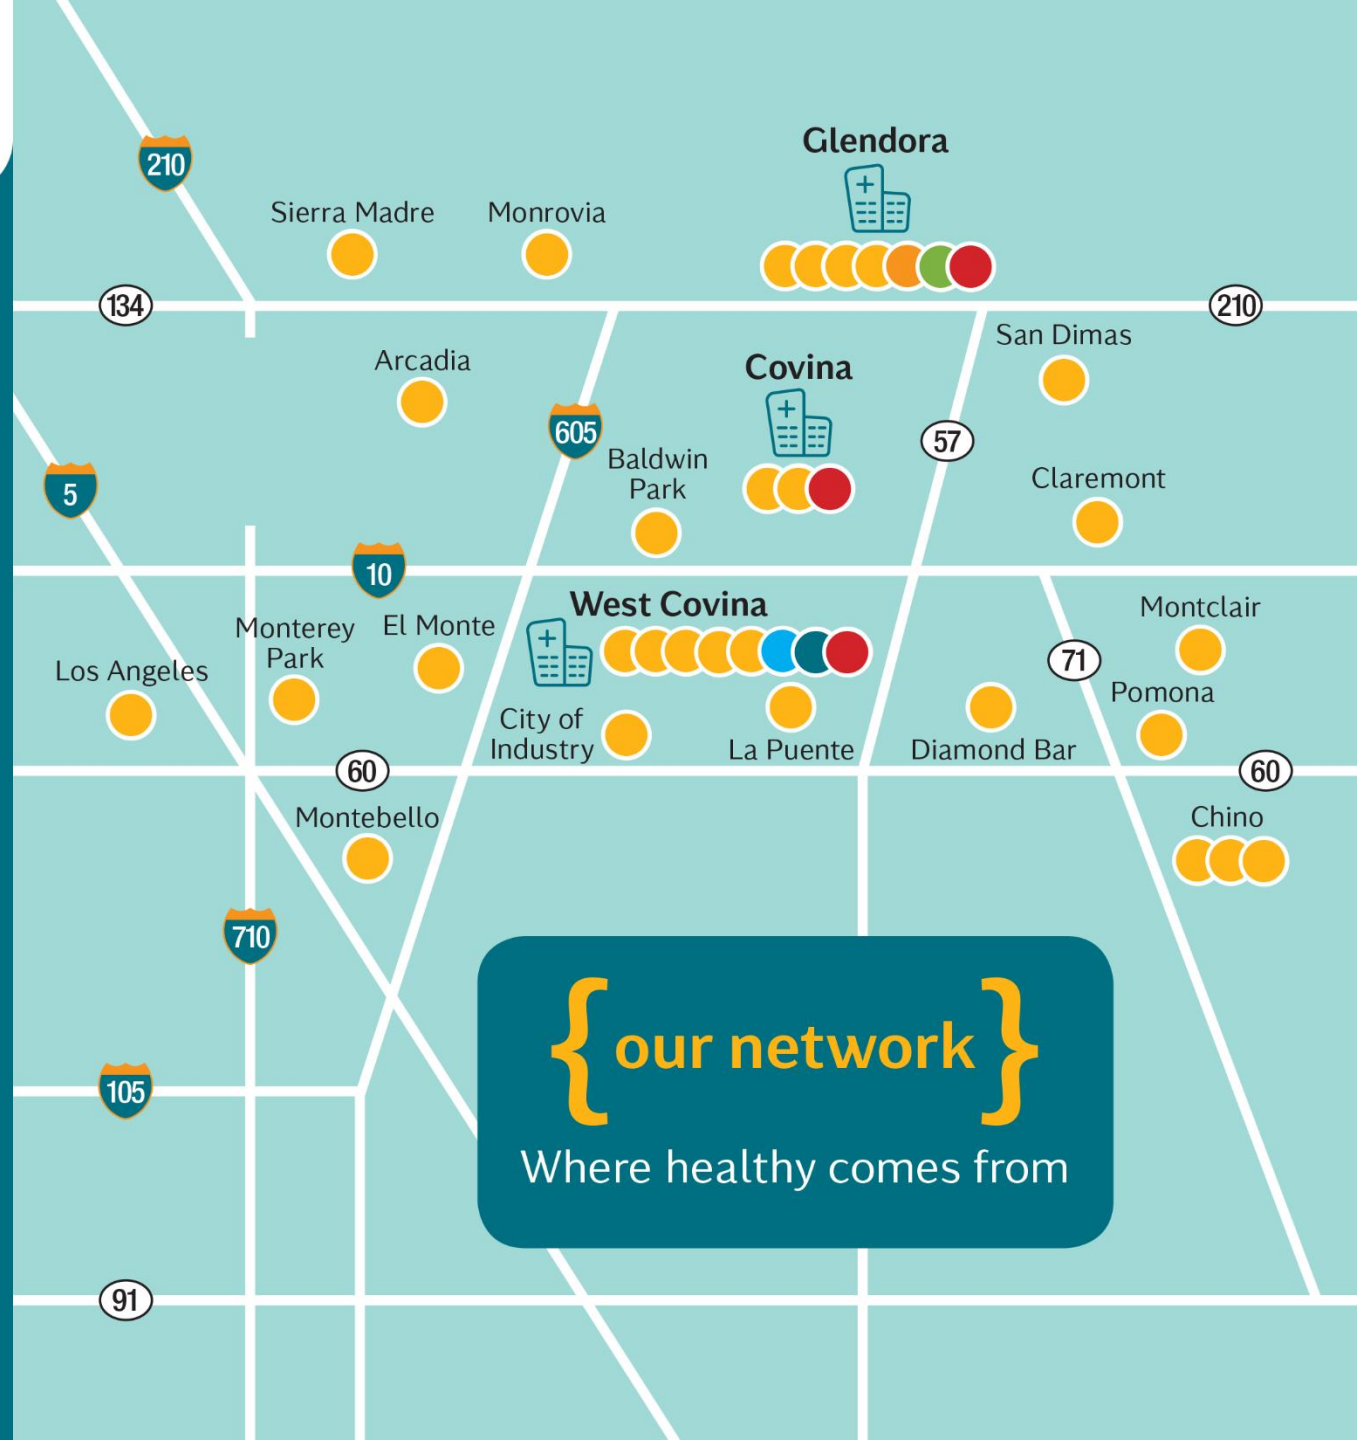 Glendora
210
Sierra Madre
Monrovia
134
210
San Dimas
Arcadia
Covina
605
57
Baldwin
Park
Claremont
5
10
West Covina
Montclair
Monterey
Park
El Monte
Los Angeles
71
Pomona
City of
Industry
La Puente
Diamond Bar
60
60
Montebello
Chino
710
{ our network }
105
Where healthy comes from
91